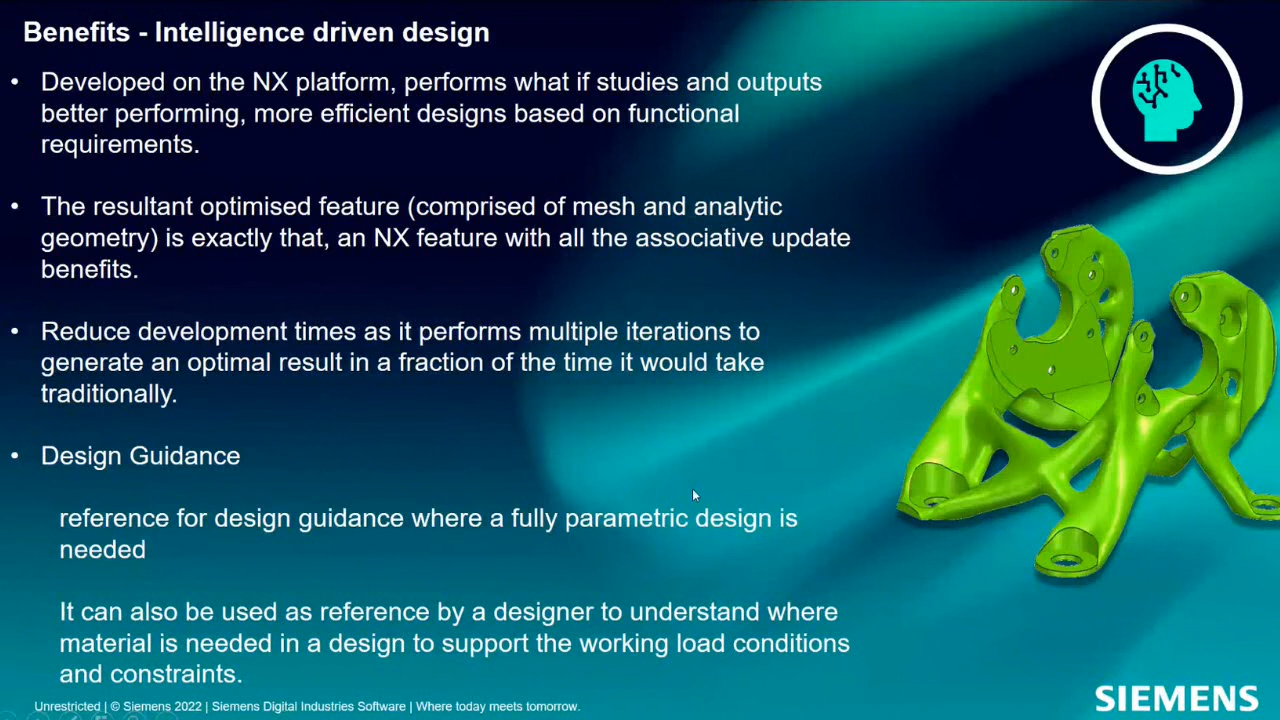 Benefits - Intelligence driven design
• Developed on the NX platform, performs what if studies and outputs
better performing, more efficient designs based on functional
requirements.
• The resultant optimised feature (comprised of mesh and analytic
geometry) is exactly that, an NX feature with all the associative update
benefits.
• Reduce development times as it performs multiple iterations to
generate an optimal result in a fraction of the time it would take
traditionally.
• Design Guidance
reference for design guidance where a fully parametric design is
needed
It can also be used as reference by a designer to understand where
material is needed in a design to support the working load conditions
and constraints.
Unrestricted | © Siemens 2022 | Siemens Digital Industries Software | Where today meets tomorrow.
SIEMENS